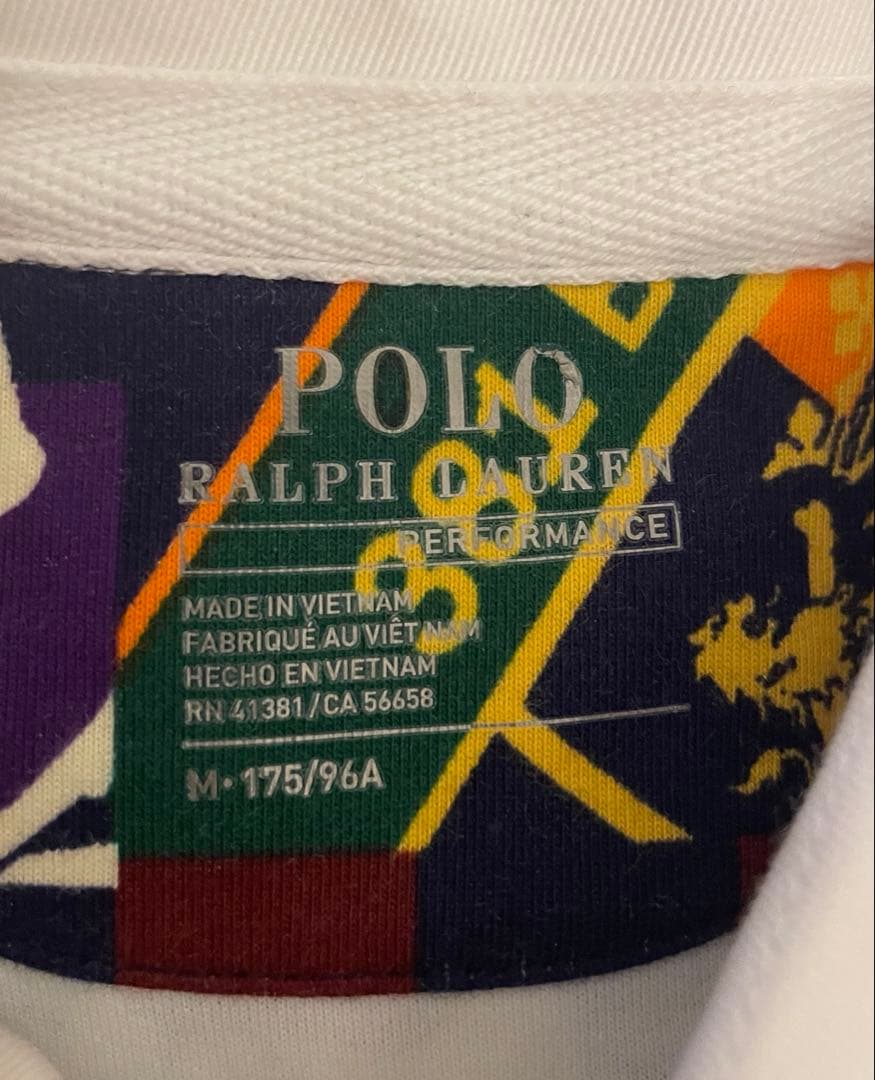 POLO
RALPH LAUREN
PERFORMANCE
MADE IN VIETNAM
FABRIQUÉ AU VIÊT NAM
HECHO EN VIETNAM
RN 41381/CA 56658
M·175/96A